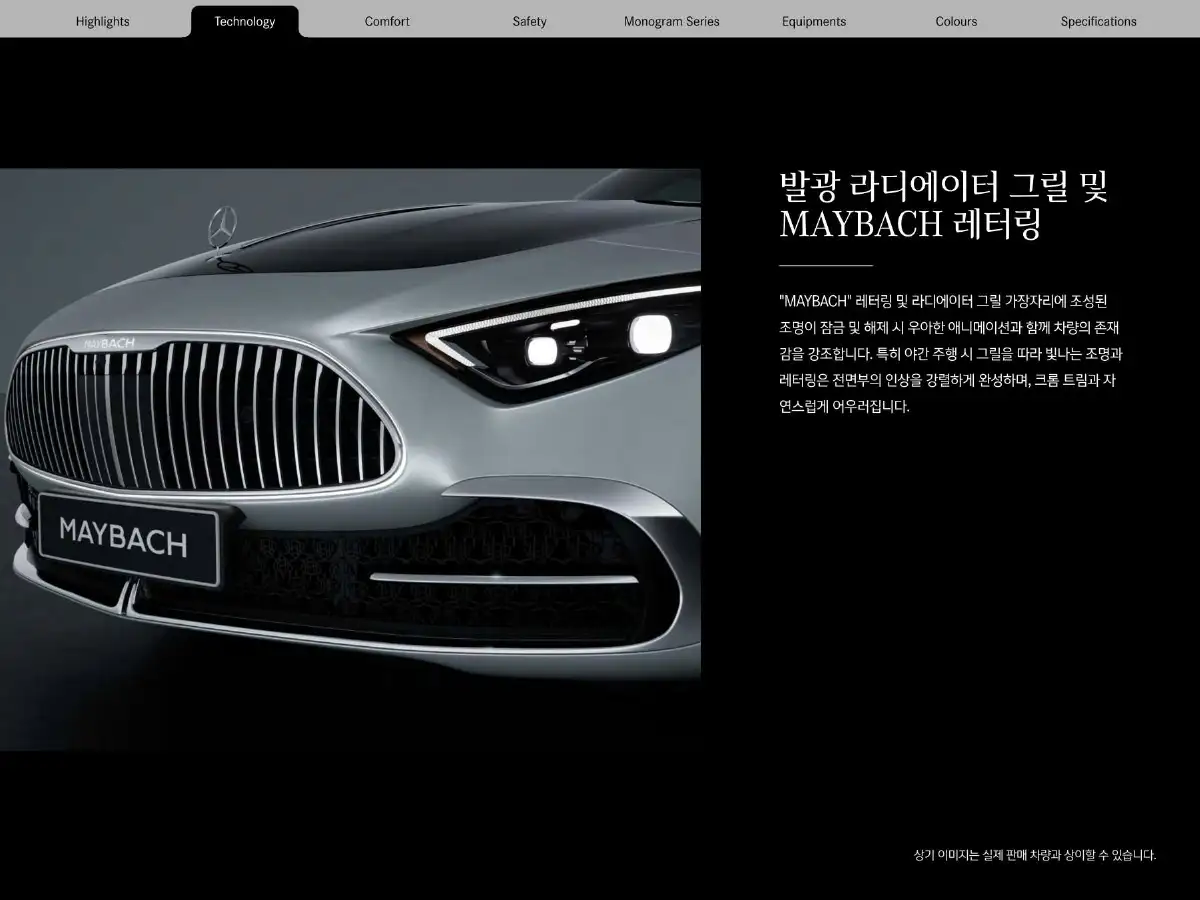 Highlights
Technology
Comfort
Safety
Monogram Series
Equipments
Colours
Specifications
발광 라디에이터 그릴 및
MAYBACH 레터링
"MAYBACH" 레터링 및 라디에이터 그릴 가장자리에 조성된
조명이 잠금 및 해제 시 우아한 애니메이션과 함께 차량의 존재
감을 강조합니다. 특히 야간 주행 시 그릴을 따라 빛나는 조명과
레터링은 전면부의 인상을 강렬하게 완성하며, 크롬 트림과 자
연스럽게 어우러집니다.
MAYBACH
MAYBACH
상기 이미지는 실제 판매 차량과 상이할 수 있습니다.